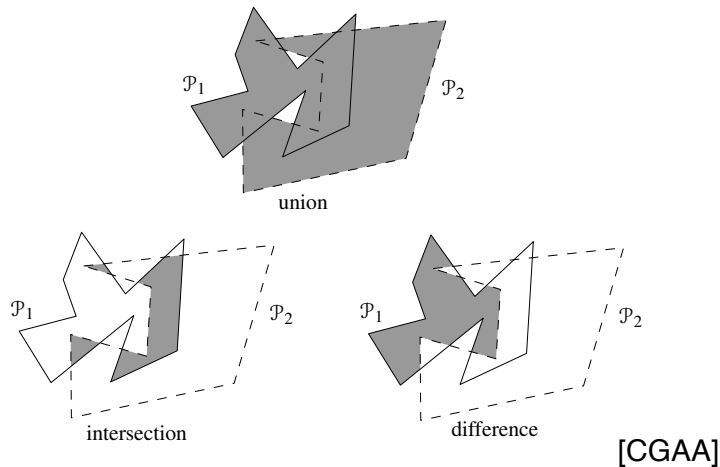 𝒫1
𝒫2
union
𝒫1
𝒫2
intersection
𝒫1
𝒫2
difference
[CGAA]